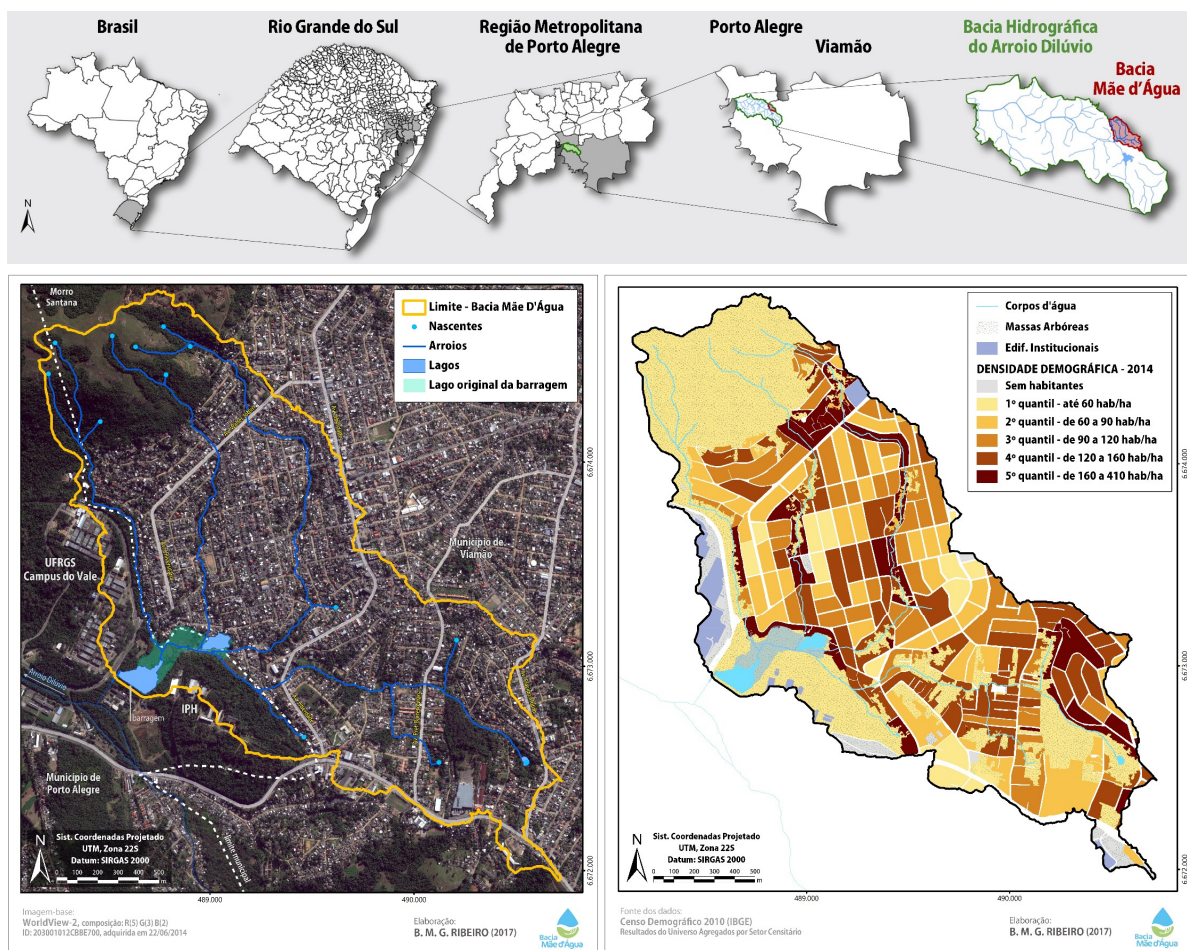 Brasil
Rio Grande do Sul
Região Metropolitana
de Porto Alegre
Porto Alegre
Viamão
Bacia Hidrográfica
do Arroio Dilúvio
Bacia
Mãe d'Água
N
Morro
Santana
Limite - Bacia Mãe D'Água
Nascentes
Arroios
Lagos
Lago original da barragem
6.674.000
Município de
Viamão
UFRGS
Campus do Vale
6.673.000
Arroio Dilúvio
barragem
IPH
Município de
Porto Alegre
limite municipal
Sist. Coordenadas Projetado
UTM, Zona 22S
Datum: SIRGAS 2000
N
0 100 200 300 400 500
m
6.672.000
489.000
490.000
Imagem-base:
WorldView-2, composição: R(5) G(3) B(2)
ID: 203001012CBBE700, adquirida em 22/06/2014
Elaboração:
B. M. G. RIBEIRO (2017)
Bacia
Mãe D'Água
Corpos d'água
Massas Arbóreas
Edif. Institucionais
DENSIDADE DEMOGRÁFICA - 2014
Sem habitantes
1º quantil - até 60 hab/ha
2º quantil - de 60 a 90 hab/ha
3º quantil - de 90 a 120 hab/ha
4º quantil - de 120 a 160 hab/ha
5º quantil - de 160 a 410 hab/ha
6.674.000
6.673.000
Sist. Coordenadas Projetado
UTM, Zona 22S
Datum: SIRGAS 2000
N
0 100 200 300 400 500
m
6.672.000
489.000
490.000
Fonte dos dados:
Censo Demográfico 2010 (IBGE)
Resultados do Universo Agregados por Setor Censitário
Elaboração:
B. M. G. RIBEIRO (2017)
Bacia
Mãe D'Água